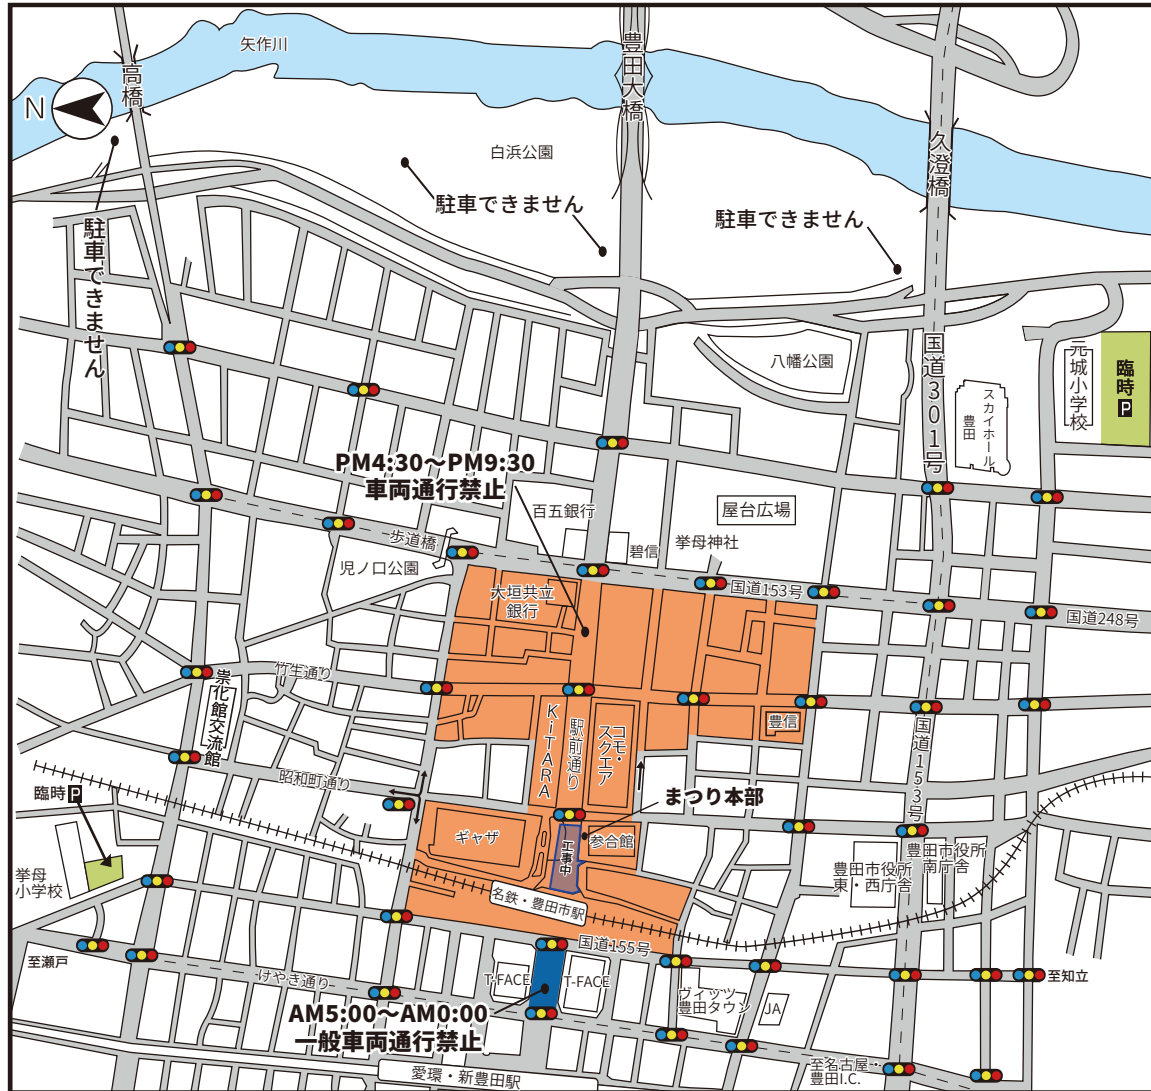 矢作川
高橋
豊田大橋
久澄橋
N
白浜公園
駐車できません
駐車できません
駐車できません
八幡公園
国道301号
スカイホール
豊田
元城小学校
臨時P
PM4:30〜PM9:30
車両通行禁止
百五銀行
屋台広場
歩道橋
碧信
挙母神社
児ノ口公園
国道153号
国道248号
大垣共立
銀行
竹生通り
崇化館交流館
KiTARA
駅前通り
コモ・
スクエア
豊信
国道153号
昭和町通り
臨時P
まつり本部
ギャザ
工事中
参合館
挙母
小学校
豊田市役所
東・西庁舎
豊田市役所
南庁舎
名鉄・豊田市駅
国道155号
至瀬戸
けやき通り
T-FACE
T-FACE
ヴィッツ
豊田タウン
JA
至知立
AM5:00〜AM0:00
一般車両通行禁止
至名古屋・
豊田I.C.
愛環・新豊田駅